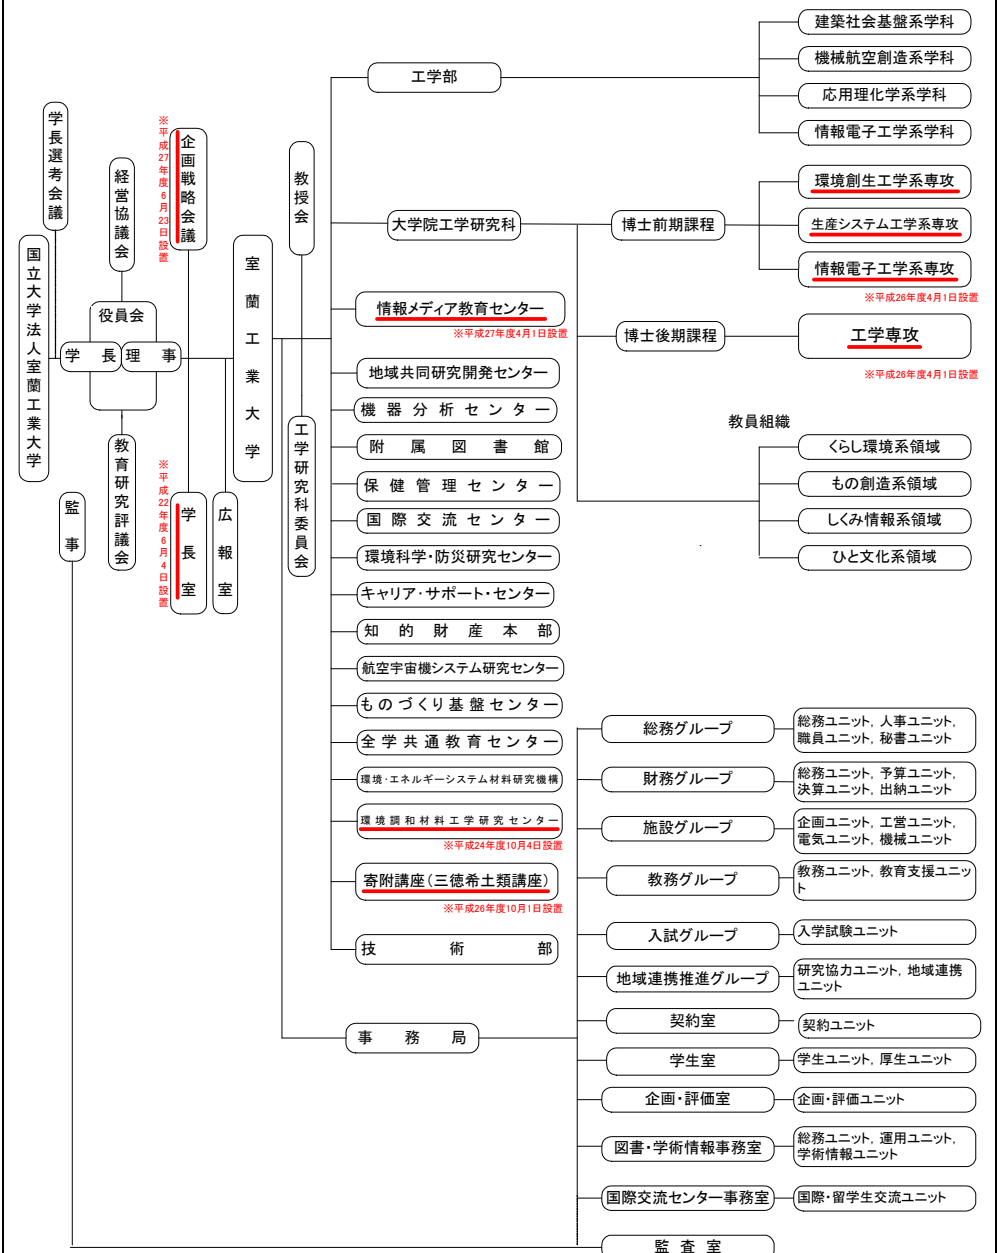 国立大学法人室蘭工業大学
学長選考会議
経営協議会
※平成27年度6月23日設置
企画戦略会議
役員会
学長
理事
教育研究評議会
監事
※平成22年度6月4日設置
学長室
広報室
室蘭工業大学
教授会
工学研究科委員会
工学部
建築社会基盤系学科
機械航空創造系学科
応用理化学系学科
情報電子工学系学科
大学院工学研究科
博士前期課程
環境創生工学系専攻
生産システム工学系専攻
情報電子工学系専攻
※平成26年度4月1日設置
博士後期課程
工学専攻
※平成26年度4月1日設置
教員組織
くらし環境系領域
もの創造系領域
しくみ情報系領域
ひと文化系領域
情報メディア教育センター
※平成27年度4月1日設置
地域共同研究開発センター
機器分析センター
附属図書館
保健管理センター
国際交流センター
環境科学・防災研究センター
キャリア・サポート・センター
知的財産本部
航空宇宙機システム研究センター
ものづくり基盤センター
全学共通教育センター
環境・エネルギーシステム材料研究機構
環境調和材料工学研究センター
※平成24年度10月4日設置
寄附講座(三徳希土類講座)
※平成26年度10月1日設置
技術部
事務局
総務グループ
総務ユニット, 人事ユニット,
職員ユニット, 秘書ユニット
財務グループ
総務ユニット, 予算ユニット,
決算ユニット, 出納ユニット
施設グループ
企画ユニット, 工営ユニット,
電気ユニット, 機械ユニット
教務グループ
教務ユニット, 教育支援ユニッ
ト
入試グループ
入学試験ユニット
地域連携推進グループ
研究協力ユニット, 地域連携
ユニット
契約室
契約ユニット
学生室
学生ユニット, 厚生ユニット
企画・評価室
企画・評価ユニット
図書・学術情報事務室
総務ユニット, 運用ユニット,
学術情報ユニット
国際交流センター事務室
国際・留学生交流ユニット
監査室